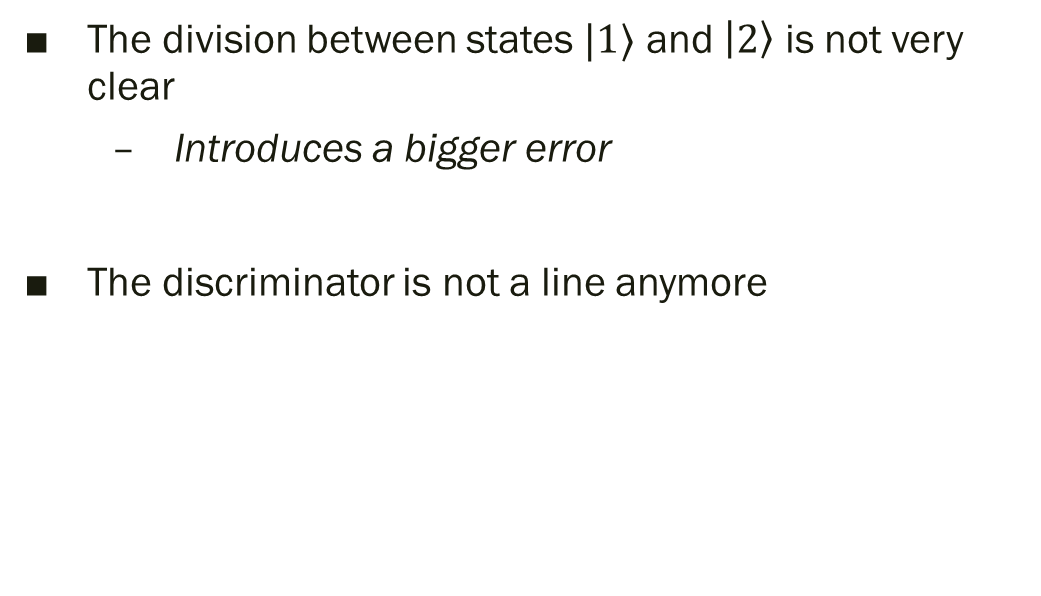 ■ The division between states |1⟩ and |2⟩ is not very
clear
– Introduces a bigger error
■ The discriminator is not a line anymore